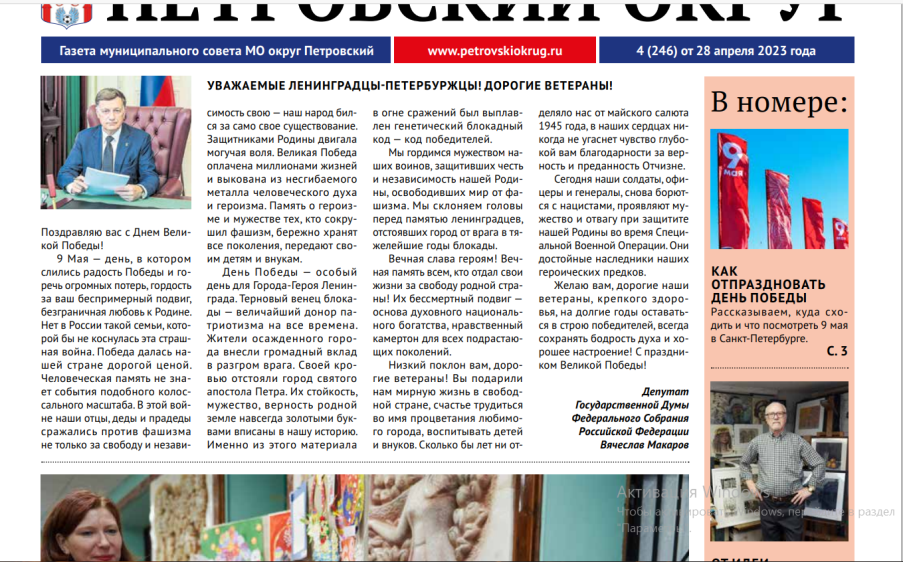 ПЕТРОВСКИЙ ОКРУГ
Газета муниципального совета МО округ Петровский
www.petrovskiokrug.ru
4 (246) от 28 апреля 2023 года
УВАЖАЕМЫЕ ЛЕНИНГРАДЦЫ-ПЕТЕРБУРЖЦЫ! ДОРОГИЕ ВЕТЕРАНЫ!
Поздравляю вас с Днем Вели-
кой Победы!
9 Мая — день, в котором
слились радость Победы и го-
речь огромных потерь, гордость
за ваш беспримерный подвиг,
безграничная любовь к Родине.
Нет в России такой семьи, кото-
рой бы не коснулась эта страш-
ная война. Победа далась на-
шей стране дорогой ценой.
Человеческая память не зна-
ет события подобного колос-
сального масштаба. В этой вой-
не наши отцы, деды и прадеды
сражались против фашизма
не только за свободу и незави-
симость свою — наш народ бил-
ся за само свое существование.
Защитниками Родины двигала
могучая воля. Великая Победа
оплачена миллионами жизней
и выкована из несгибаемого
металла человеческого духа
и героизма. Память о героиз-
ме и мужестве тех, кто сокру-
шил фашизм, бережно хранят
все поколения, передают сво-
им детям и внукам.
День Победы — особый
день для Города-Героя Ленин-
града. Терновый венец блока-
ды — величайший донор па-
триотизма на все времена.
Жители осажденного горо-
да внесли громадный вклад
в разгром врага. Своей кро-
вью отстояли город святого
апостола Петра. Их стойкость,
мужество, верность родной
земле навсегда золотыми бук-
вами вписаны в нашу историю.
Именно из этого материала
в огне сражений был выплав-
лен генетический блокадный
код — код победителей.
Мы гордимся мужеством на-
ших воинов, защитивших честь
и независимость нашей Роди-
ны, освободивших мир от фа-
шизма. Мы склоняем головы
перед памятью ленинградцев,
отстоявших город от врага в тя-
желейшие годы блокады.
Вечная слава героям! Веч-
ная память всем, кто отдал свои
жизни за свободу родной стра-
ны! Их бессмертный подвиг —
основа духовного националь-
ного богатства, нравственный
камертон для всех подрастаю-
щих поколений.
Низкий поклон вам, доро-
гие ветераны! Вы подарили
нам мирную жизнь в свобод-
ной стране, счастье трудиться
во имя процветания любимо-
го города, воспитывать детей
и внуков. Сколько бы лет ни от-
деляло нас от майского салюта
1945 года, в наших сердцах ни-
когда не угаснет чувство глубо-
кой вам благодарности за вер-
ность и преданность Отчизне.
Сегодня наши солдаты, офи-
церы и генералы, снова борют-
ся с нацистами, проявляют му-
жество и отвагу при защитите
нашей Родины во время Специ-
альной Военной Операции. Они
достойные наследники наших
героических предков.
Желаю вам, дорогие наши
ветераны, крепкого здоро-
вья, на долгие годы оставать-
ся в строю победителей, всегда
сохранять бодрость духа и хо-
рошее настроение! С праздни-
ком Великой Победы!
Депутат
Государственной Думы
Федерального Собрания
Российской Федерации
Вячеслав Макаров
В номере:
9
МАЯ
КАК
ОТПРАЗДНОВАТЬ
ДЕНЬ ПОБЕДЫ
Рассказываем, куда схо-
дить и что посмотреть 9 мая
в Санкт-Петербурге.
С. 3
Активация Windows
Чтобы активировать Windows, перейдите в раздел
"Параметры".
ОТ ИДЕИ